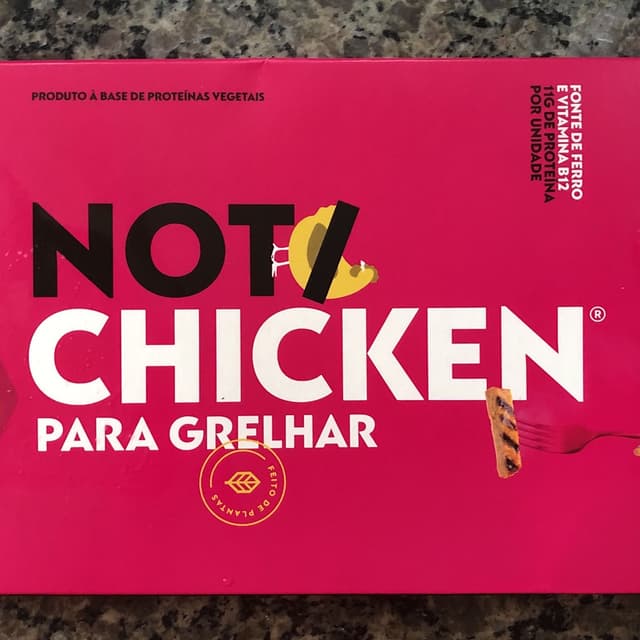 PRODUTO À BASE DE PROTEÍNAS VEGETAIS
FONTE DE FERRO
E VITAMINA B12
11G DE PROTEÍNA
POR UNIDADE
NOT/
CHICKEN®
PARA GRELHAR
FEITO DE PLANTAS